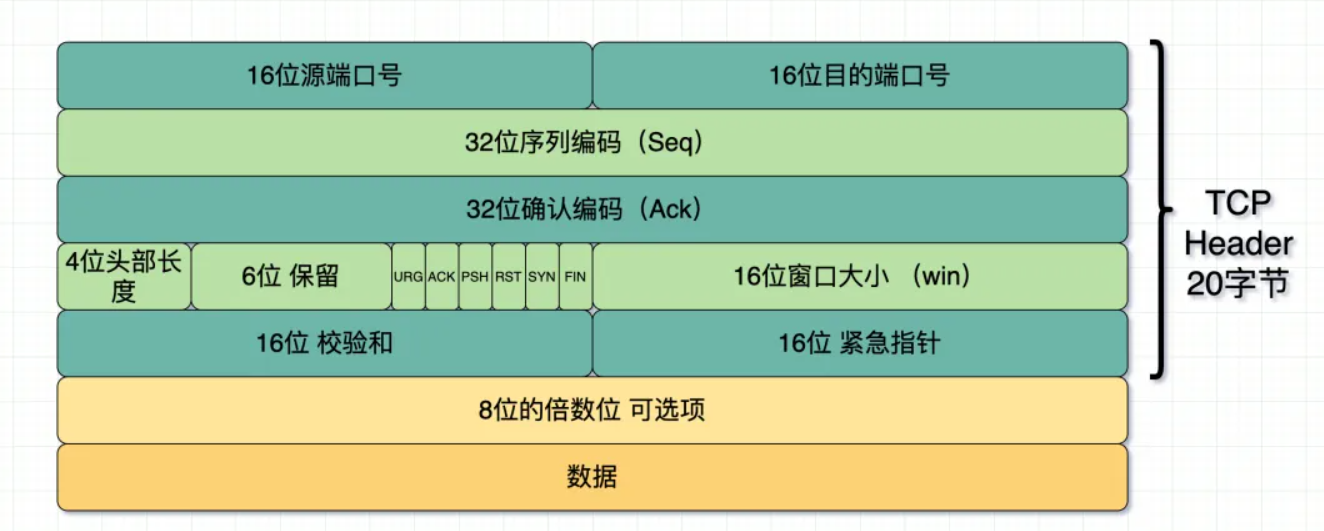 16位源端口号
16位目的端口号
32位序列编码（Seq）
32位确认编码（Ack）
4位头部长
度
6位 保留
URG
ACK
PSH
RST
SYN
FIN
16位窗口大小 （win）
16位 校验和
16位 紧急指针
8位的倍数位 可选项
数据
TCP
Header
20字节